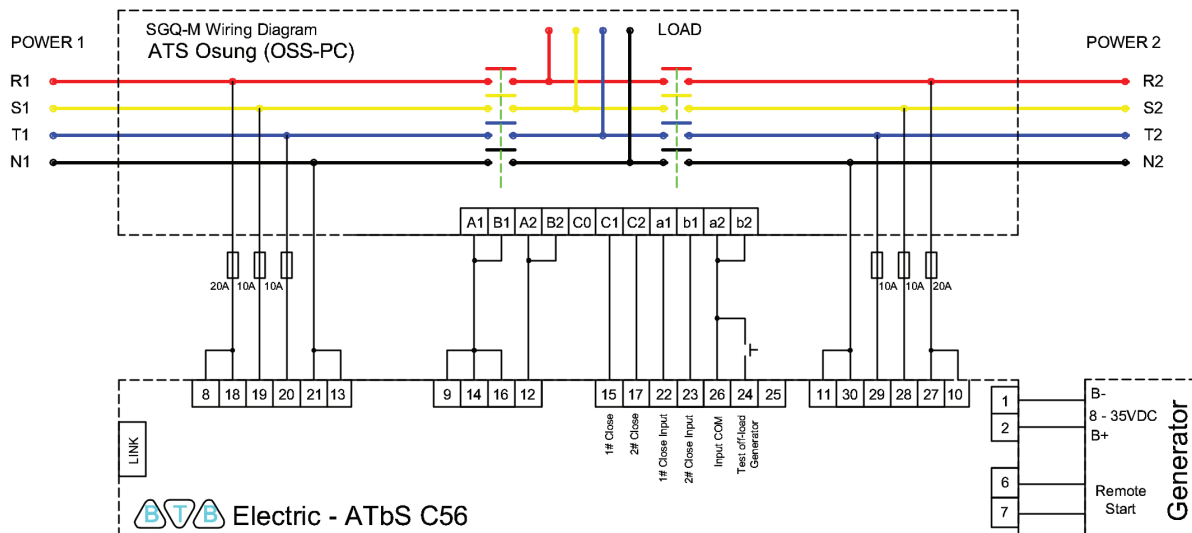 SGQ-M Wiring Diagram
ATS Osung (OSS-PC)
LOAD
POWER 1
POWER 2
R1
R2
S1
S2
T1
T2
N1
N2
A1 B1 A2 B2 C0 C1 C2 a1 b1 a2 b2
20A 10A 10A
10A 10A 20A
8 18 19 20 21 13
9 14 16 12
15 17 22 23 26 24 25
11 30 29 28 27 10
1# Close
2# Close
1# Close Input
2# Close Input
Input COM
Test off-load
Generator
1
2
6
7
B-
8 - 35VDC
B+
Remote
Start
Generator
LINK
BTB Electric - ATbS C56